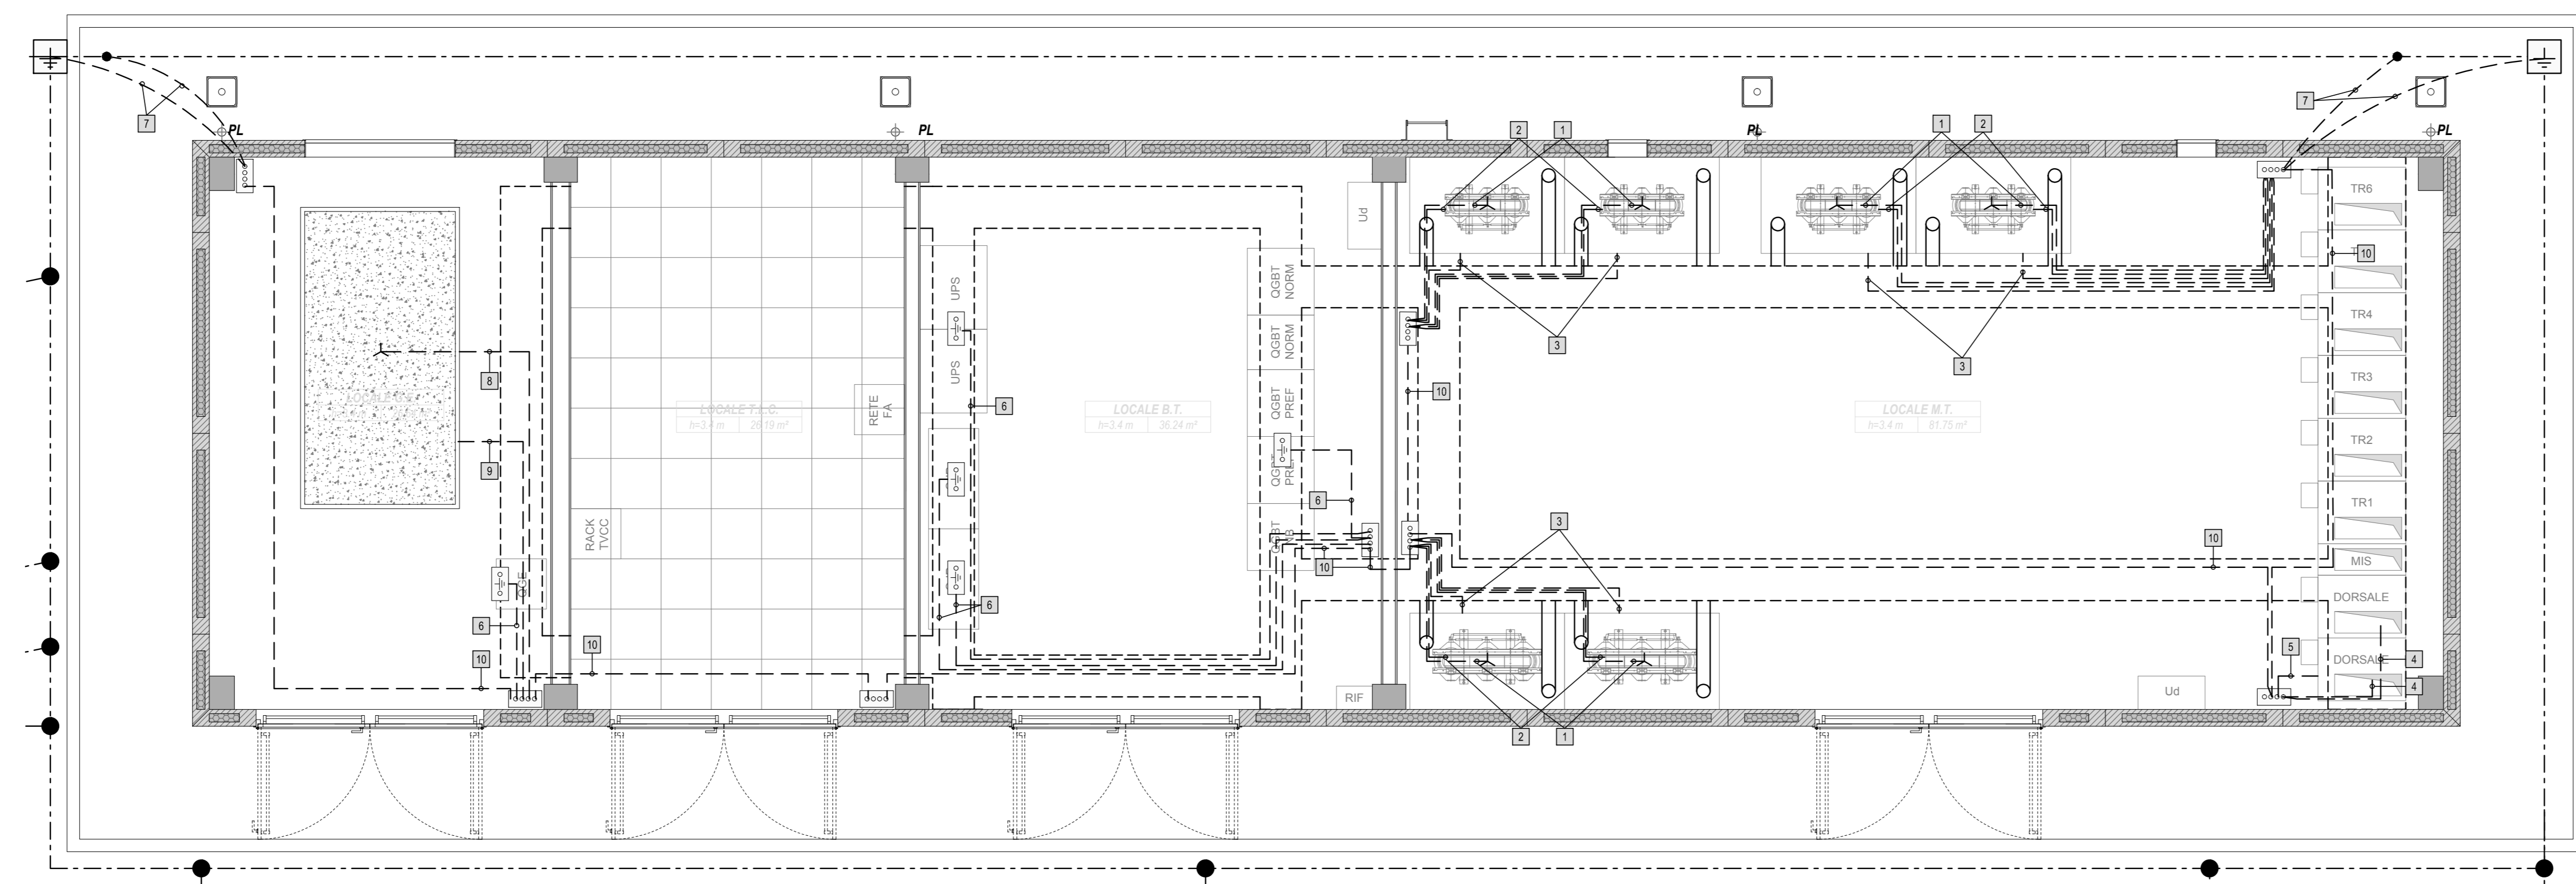 7
PL
PL
2
1
PL
1
2
7
PL
Ud
TR6
10
UPS
QGBT
NORM
TR4
QGBT
NORM
3
3
UPS
8
TR3
QGBT
PREF
10
LOCALE T.L.C.
h=3.4 m
RETE
FA
6
LOCALE B.T.
h=3.4 m 36.24 m²
LOCALE M.T.
h=3.4 m 81.75 m²
TR2
9
6
TR1
RACK
TVCC
3
10
10
MIS
DORSALE
6
6
10
10
5
DORSALE
4
4
RIF
Ud
2
1